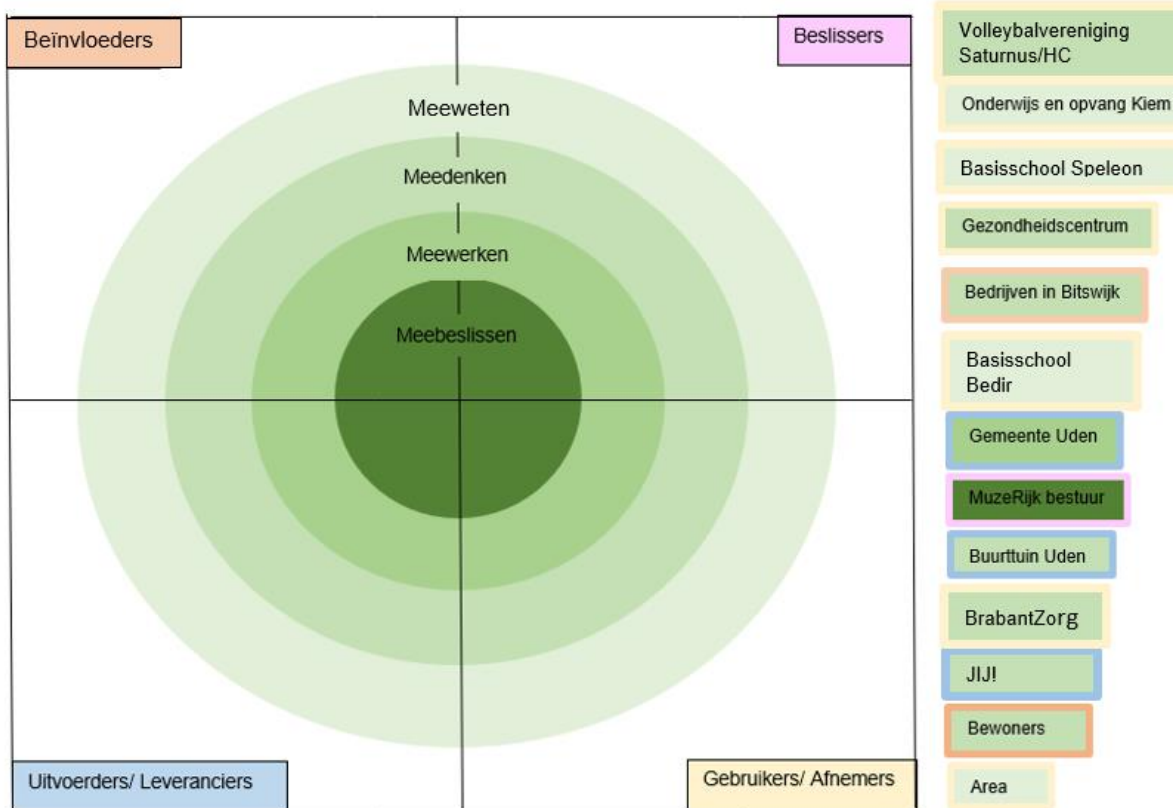 Beïnvloeders
Beslissers
Meeweten
Meedenken
Meewerken
Meebeslissen
Uitvoerders/ Leveranciers
Gebruikers/ Afnemers
Volleybalvereniging
Saturnus/HC
Onderwijs en opvang Kiem
Basisschool Speleon
Gezondheidscentrum
Bedrijven in Bitswijk
Basisschool
Bedir
Gemeente Uden
MuzeRijk bestuur
Buurttuin Uden
BrabantZorg
JIJ!
Bewoners
Area